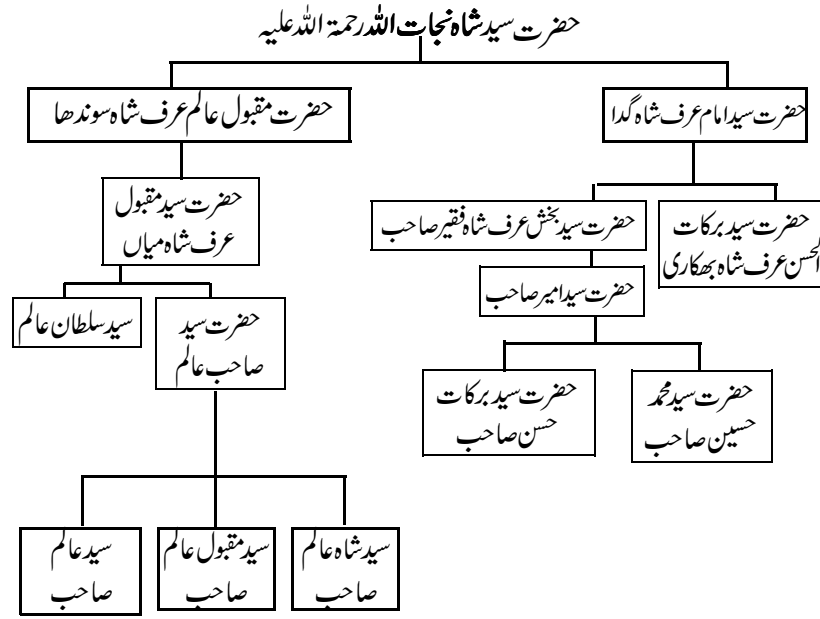 حضرت سید شاہ نجات اللہ رحمۃ اللہ علیہ
حضرت سید امام عرف شاہ گدا
حضرت مقبول عالم عرف شاہ سوندھا
حضرت سید برکات
الحسن عرف شاہ بھکاری
حضرت سید بخش عرف شاہ فقیر صاحب
حضرت سید مقبول
عرف شاہ میاں
حضرت سید امیر صاحب
حضرت سید
صاحب عالم
سید سلطان عالم
حضرت سید محمد
حسین صاحب
حضرت سید برکات
حسن صاحب
سید شاہ عالم
صاحب
سید مقبول عالم
صاحب
سید عالم
صاحب